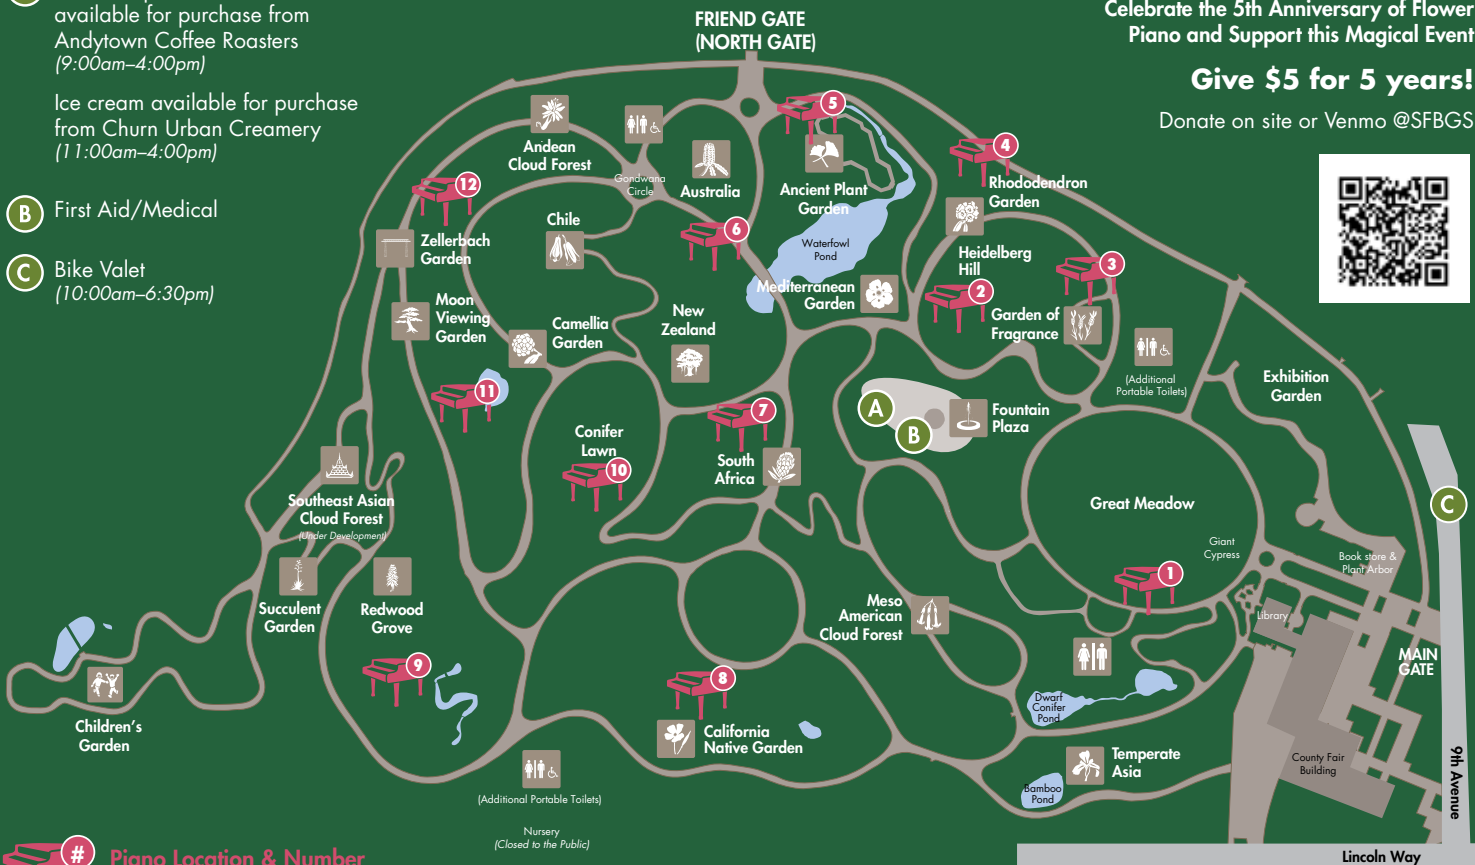 available for purchase from
Andytown Coffee Roasters
(9:00am–4:00pm)
Ice cream available for purchase
from Churn Urban Creamery
(11:00am–4:00pm)
B First Aid/Medical
C Bike Valet
(10:00am–6:30pm)
FRIEND GATE
(NORTH GATE)
Celebrate the 5th Anniversary of Flower
Piano and Support this Magical Event
Give $5 for 5 years!
Donate on site or Venmo @SFBGS
5
4
Andean
Cloud Forest
Gondwana
Circle
Australia
Ancient Plant
Garden
Rhododendron
Garden
12
Chile
6
Zellerbach
Garden
Waterfowl
Pond
Heidelberg
Hill
3
2
Mediterranean
Garden
Moon
Viewing
Garden
Camellia
Garden
New
Zealand
Garden of
Fragrance
(Additional
Portable Toilets)
Exhibition
Garden
11
7
A
B
Fountain
Plaza
Conifer
Lawn
10
South
Africa
Southeast Asian
Cloud Forest
(Under Development)
Great Meadow
C
Giant
Cypress
Book store &
Plant Arbor
1
Succulent
Garden
Redwood
Grove
Meso
American
Cloud Forest
Library
MAIN
GATE
9
8
Dwarf
Conifer
Pond
Children's
Garden
California
Native Garden
Temperate
Asia
County Fair
Building
9th Avenue
Bamboo
Pond
(Additional Portable Toilets)
Nursery
(Closed to the Public)
# Piano Location & Number
Lincoln Way